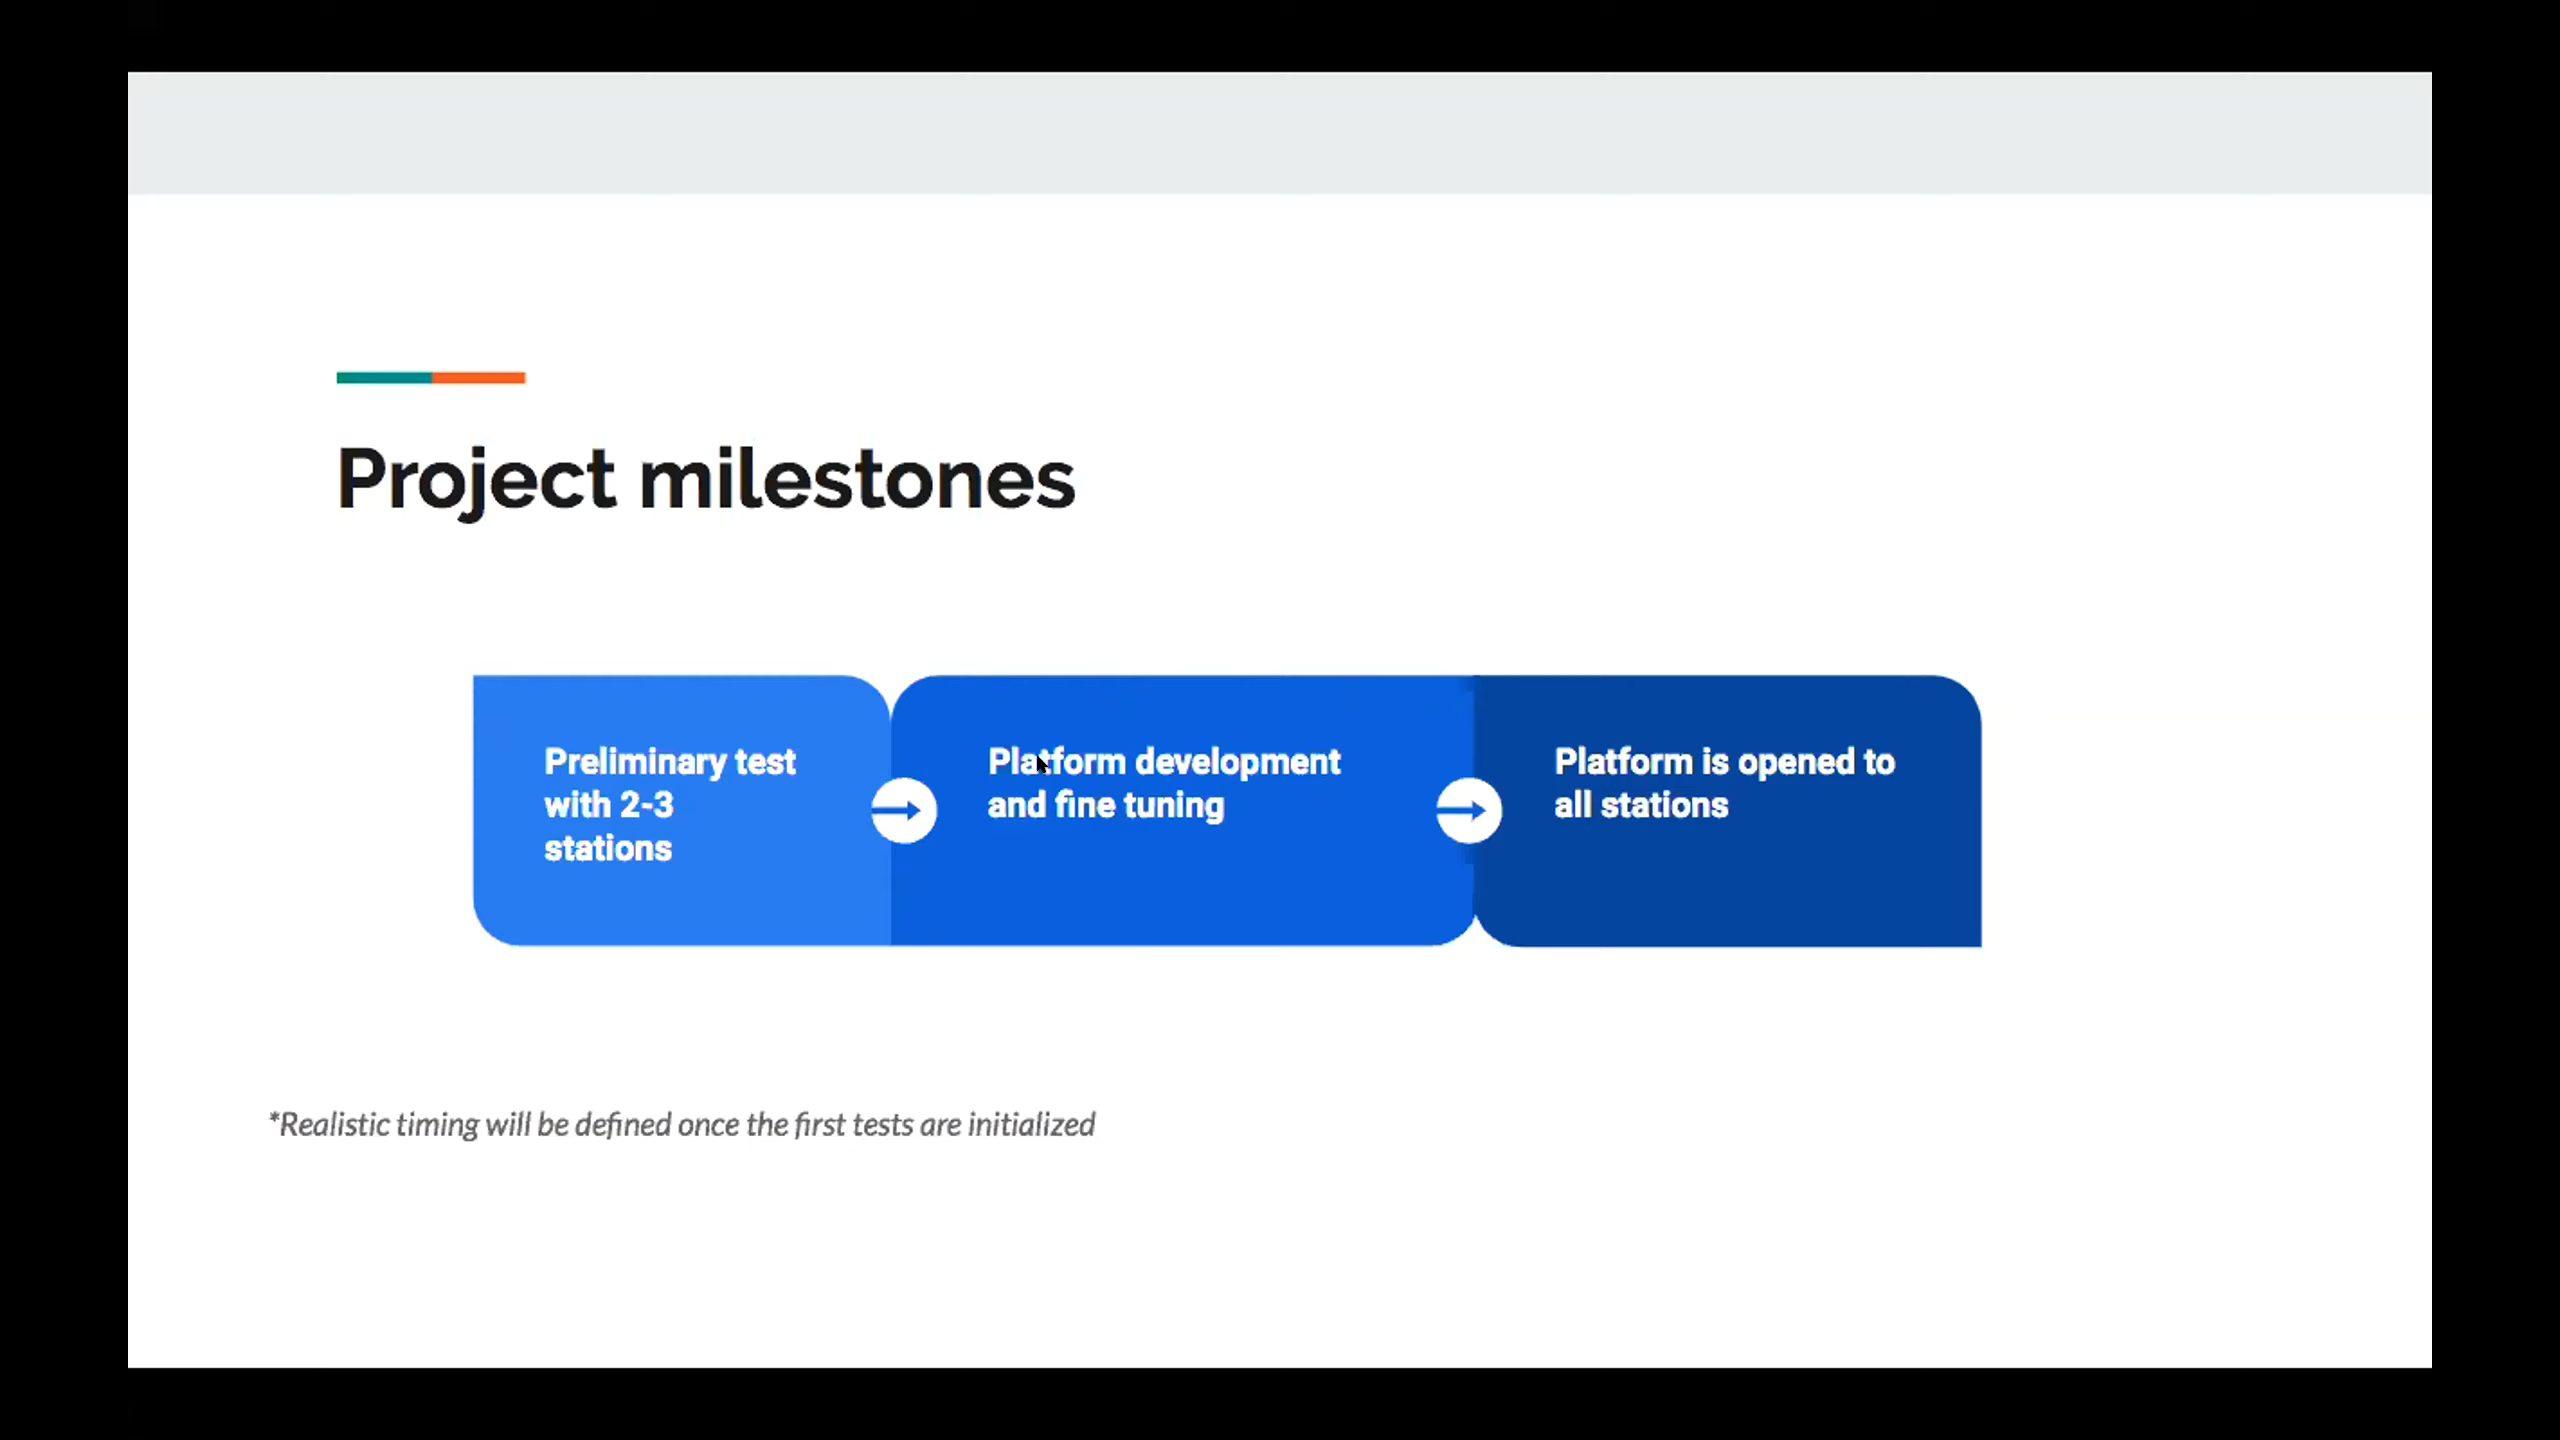 Project milestones
Preliminary test
with 2-3
stations
Platform development
and fine tuning
Platform is opened to
all stations
*Realistic timing will be defined once the first tests are initialized